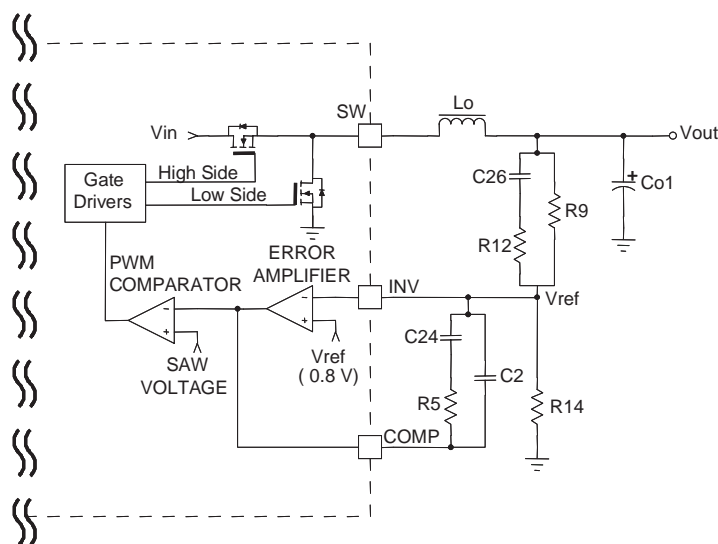 SW
Lo
Vin
Vout
High Side
C26
+
Co1
Gate
Drivers
Low Side
R9
R12
ERROR
AMPLIFIER
PWM
COMPARATOR
INV
Vref
-
+
-
+
C24
Vref
( 0.8 V)
SAW
VOLTAGE
C2
R5
R14
COMP